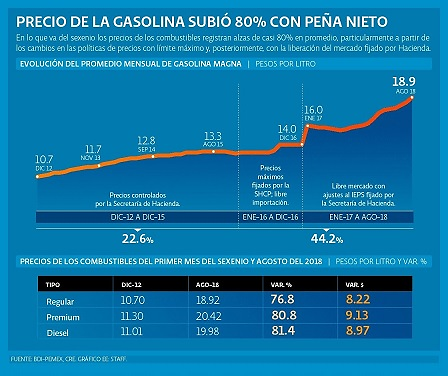 PRECIO DE LA GASOLINA SUBIÓ 80% CON PEÑA NIETO
En lo que va del sexenio los precios de los combustibles registran alzas de casi 80% en promedio, particularmente a partir de
los cambios en las políticas de precios con límite máximo y, posteriormente, con la liberación del mercado fijado por Hacienda.
EVOLUCIÓN DEL PROMEDIO MENSUAL DE GASOLINA MAGNA | PESOS POR LITRO
10.7
DIC 12
11.7
NOV 13
12.8
SEP 14
13.3
AGO 15
14.0
DIC 16
16.0
ENE 17
18.9
AGO 18
Precios controlados
por la Secretaría de Hacienda.
Precios
máximos
fijados por la
SHCP; libre
importación.
Libre mercado con
ajustes al IEPS fijado por
la Secretaría de Hacienda.
DIC-12 A DIC-15
ENE-16 A DIC-16
ENE-17 A AGO-18
22.6%
44.2%
PRECIOS DE LOS COMBUSTIBLES DEL PRIMER MES DEL SEXENIO Y AGOSTO DEL 2018 | PESOS POR LITRO Y VAR. %
TIPO DIC-12 AGO-18 VAR. % VAR. $
Regular 10.70 18.92 76.8 8.22
Premium 11.30 20.42 80.8 9.13
Diesel 11.01 19.98 81.4 8.97
FUENTE: BDI-PEMEX, CRE. GRÁFICO EE: STAFF.